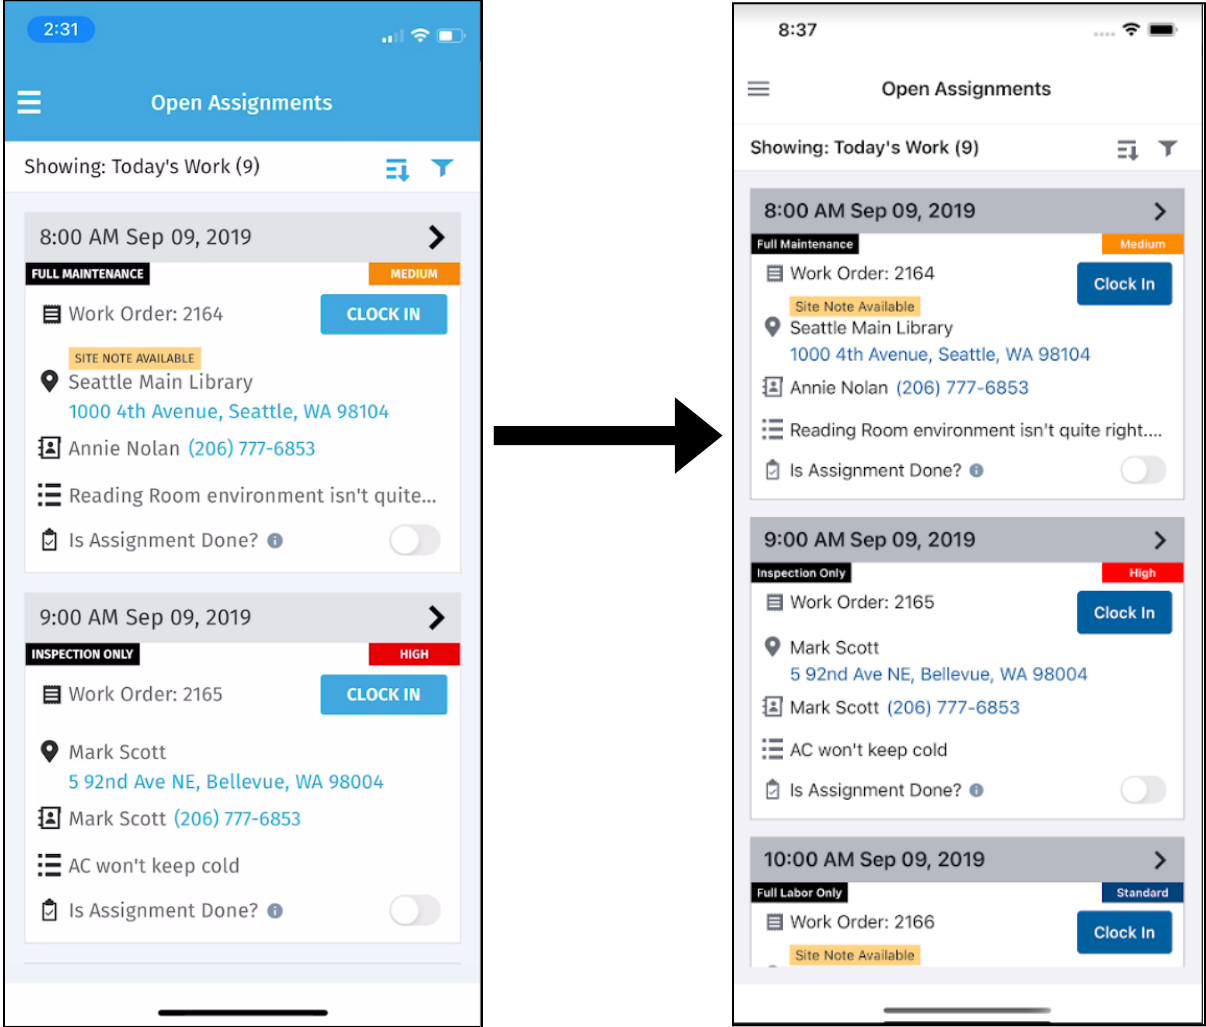 2:31
Open Assignments
Showing: Today's Work (9)
8:00 AM Sep 09, 2019
FULL MAINTENANCE MEDIUM
Work Order: 2164 CLOCK IN
SITE NOTE AVAILABLE
Seattle Main Library
1000 4th Avenue, Seattle, WA 98104
Annie Nolan (206) 777-6853
Reading Room environment isn't quite...
Is Assignment Done?
9:00 AM Sep 09, 2019
INSPECTION ONLY HIGH
Work Order: 2165 CLOCK IN
Mark Scott
5 92nd Ave NE, Bellevue, WA 98004
Mark Scott (206) 777-6853
AC won't keep cold
Is Assignment Done?
8:37
Open Assignments
Showing: Today's Work (9)
8:00 AM Sep 09, 2019
Full Maintenance Medium
Work Order: 2164 Clock In
Site Note Available
Seattle Main Library
1000 4th Avenue, Seattle, WA 98104
Annie Nolan (206) 777-6853
Reading Room environment isn't quite right....
Is Assignment Done?
9:00 AM Sep 09, 2019
Inspection Only High
Work Order: 2165 Clock In
Mark Scott
5 92nd Ave NE, Bellevue, WA 98004
Mark Scott (206) 777-6853
AC won't keep cold
Is Assignment Done?
10:00 AM Sep 09, 2019
Full Labor Only Standard
Work Order: 2166 Clock In
Site Note Available